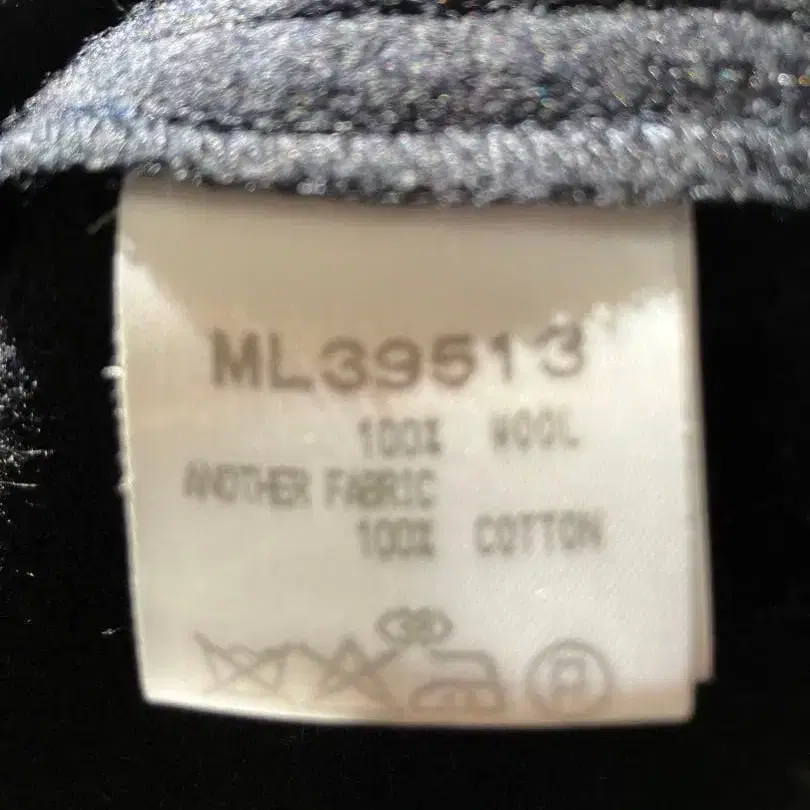 ML39513
100% WOOL
ANOTHER FABRIC
100% COTTON